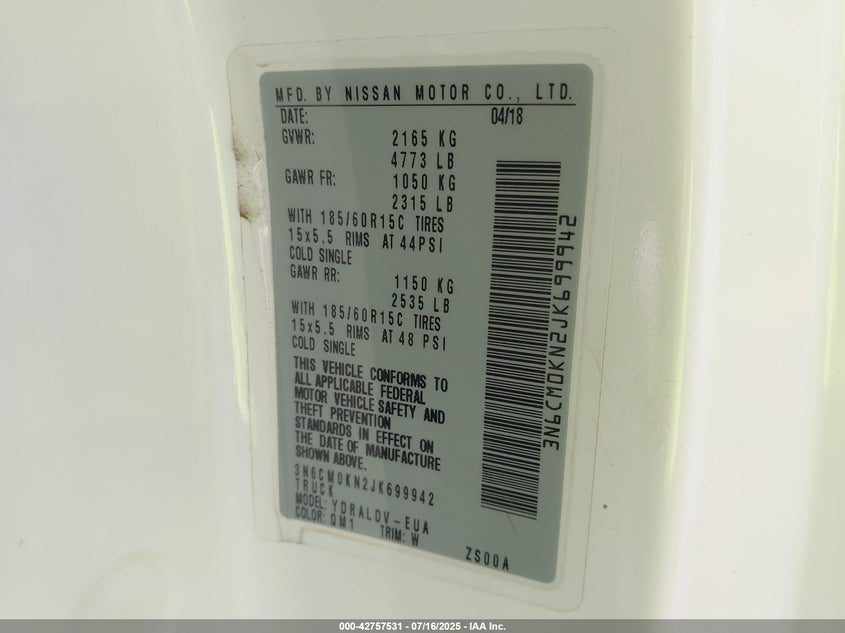 MFD. BY NISSAN MOTOR CO., LTD.
DATE: 04/18
GVWR: 2165 KG
4773 LB
GAWR FR: 1050 KG
2315 LB
WITH 185/60R15C TIRES
15x5.5 RIMS AT 44PSI
COLD SINGLE
GAWR RR: 1150 KG
2535 LB
WITH 185/60R15C TIRES
15x5.5 RIMS AT 48 PSI
COLD SINGLE
THIS VEHICLE CONFORMS TO
ALL APPLICABLE FEDERAL
MOTOR VEHICLE SAFETY AND
THEFT PREVENTION
STANDARDS IN EFFECT ON
THE DATE OF MANUFACTURE
SHOWN ABOVE.
3N6CM0KN2JK699942
TRUCK
MODEL: YDRALDV-EUA
COLOR: QM1 TRIM: W
ZS00A
3N6CM0KN2JK699942
000-42757531 - 07/16/2025 - IAA Inc.